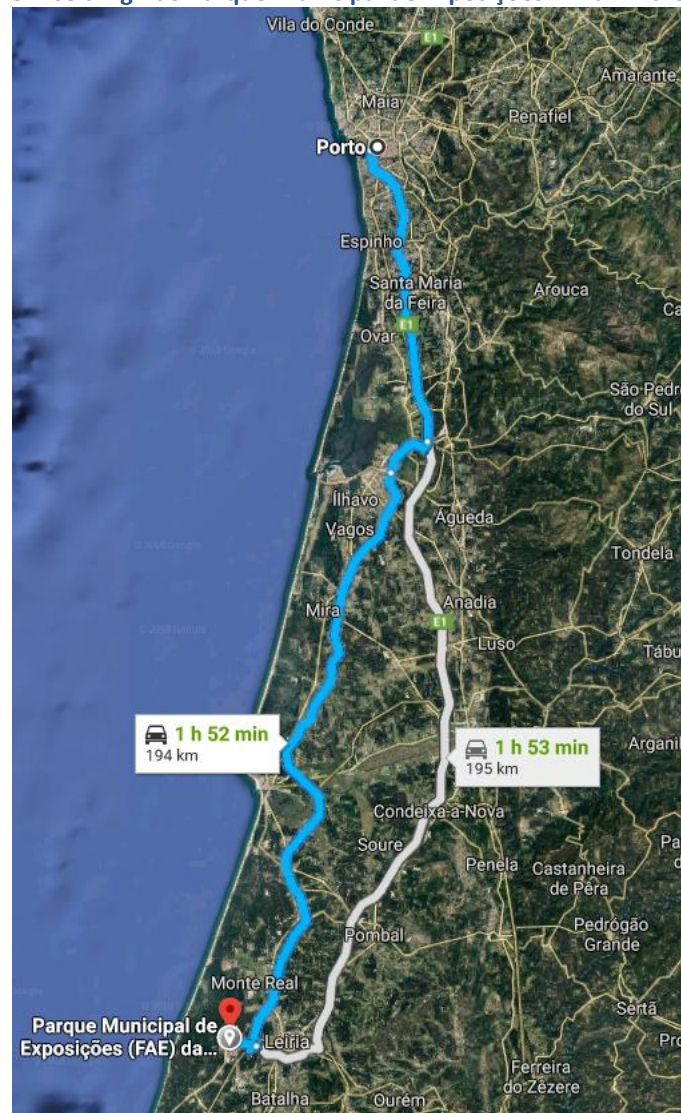 Vila do Conde
E1
Amarante
Maia
Penafiel
Porto
Espinho
Santa Maria
da Feira
Arouca
E1
Ovar
São Pedr
do Sul
Ílhavo
Águeda
Vagos
Tondela
Mira
Anadia
E1
Luso
Tábu
1 h 52 min
194 km
1 h 53 min
195 km
Arganil
Condeixa-a-Nova
Soure
Penela
Castanheira
de Pêra
Pedrógão
Grande
Pombal
Monte Real
Sertã
Parque Municipal de
Exposições (FAE) da...
Leiria
Ferreira
do Zêzere
Batalha
Ourém